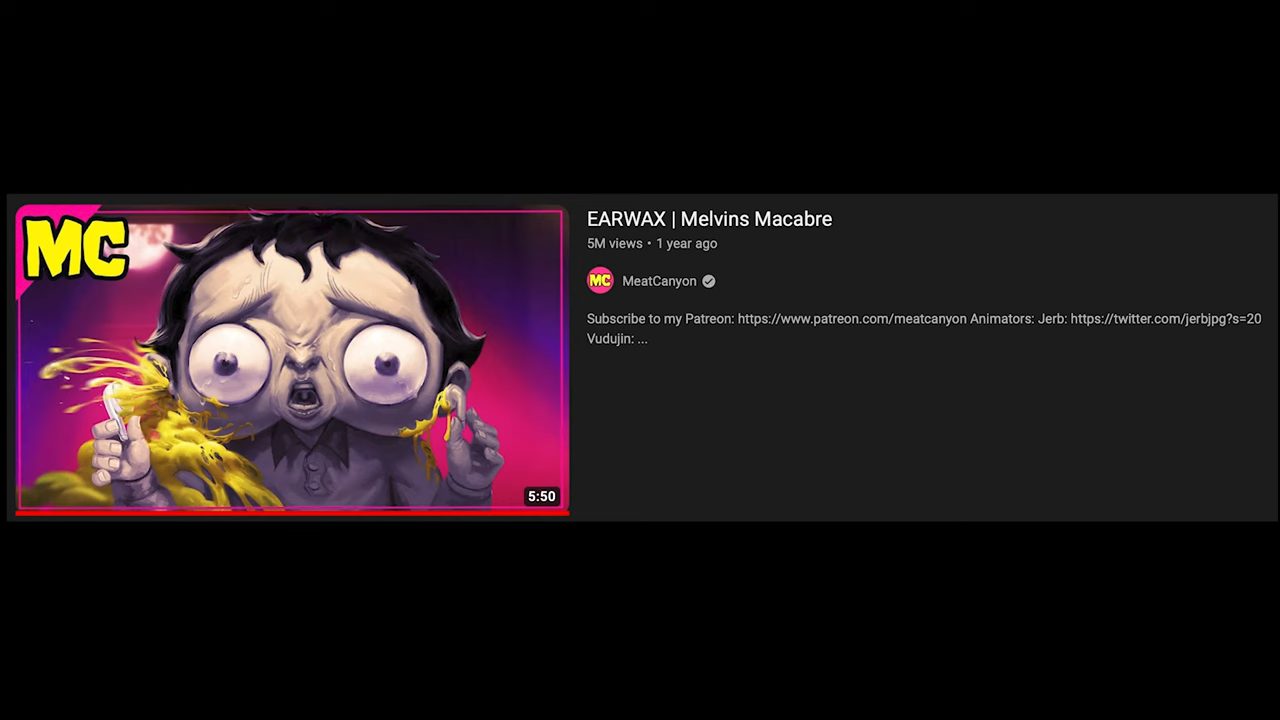 MC
5:50
EARWAX | Melvins Macabre
5M views • 1 year ago
MC
MeatCanyon
Subscribe to my Patreon: https://www.patreon.com/meatcanyon Animators: Jerb: https://twitter.com/jerbjpg?s=20
Vudujin: ...